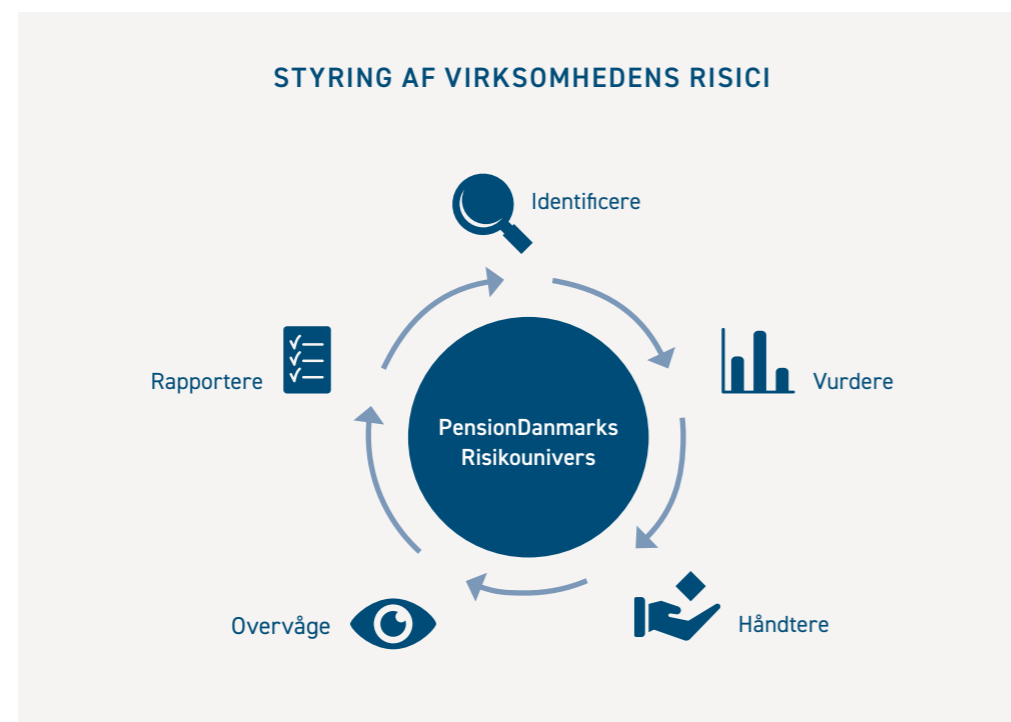 STYRING AF VIRKSOMHEDENS RISICI
Identificere
Vurdere
Håndtere
Overvåge
Rapportere
PensionDanmarks
Risikounivers